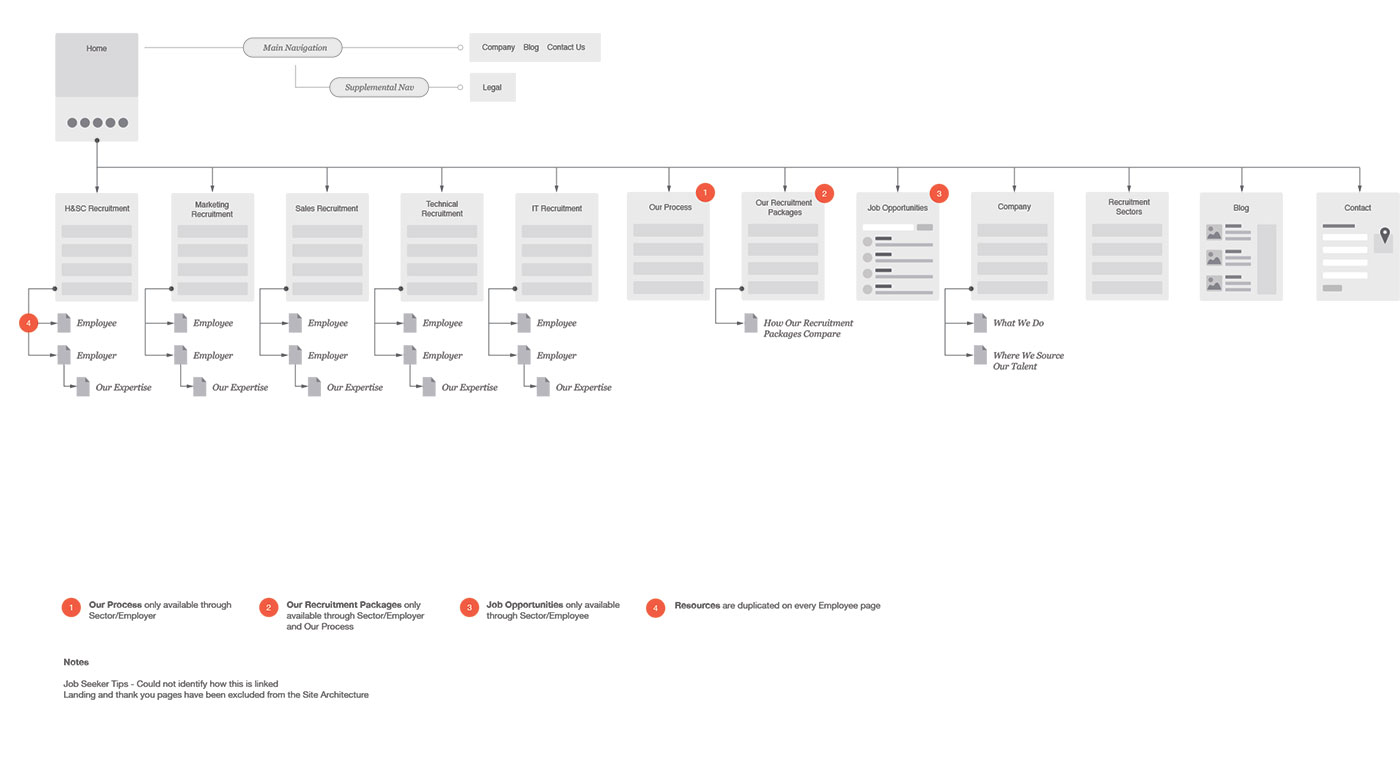 Home
Main Navigation
Company Blog Contact Us
Supplemental Nav
Legal
H&SC Recruitment
Marketing
Recruitment
Sales Recruitment
Technical
Recruitment
IT Recruitment
1
Our Process
2
Our Recruitment
Packages
3
Job Opportunities
Company
Recruitment
Sectors
Blog
Contact
4
Employee
Employer
Our Expertise
Employee
Employer
Our Expertise
Employee
Employer
Our Expertise
Employee
Employer
Our Expertise
Employee
Employer
Our Expertise
How Our Recruitment
Packages Compare
What We Do
Where We Source
Our Talent
1
Our Process only available through
Sector/Employer
2
Our Recruitment Packages only
available through Sector/Employer
and Our Process
3
Job Opportunities only available
through Sector/Employee
4
Resources are duplicated on every Employee page
Notes
Job Seeker Tips - Could not identify how this is linked
Landing and thank you pages have been excluded from the Site Architecture